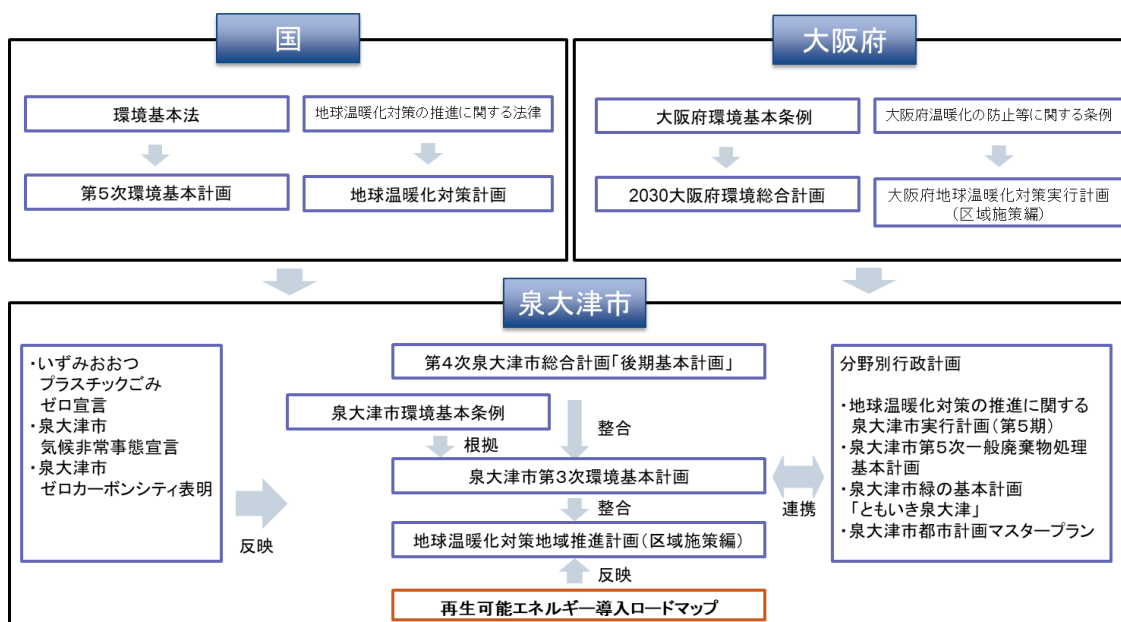 国
環境基本法
地球温暖化対策の推進に関する法律
第5次環境基本計画
地球温暖化対策計画
大阪府
大阪府環境基本条例
大阪府温暖化の防止等に関する条例
2030大阪府環境総合計画
大阪府地球温暖化対策実行計画
(区域施策編)
泉大津市
・いずみおおつ
プラスチックごみ
ゼロ宣言
・泉大津市
気候非常事態宣言
・泉大津市
ゼロカーボンシティ表明
反映
第4次泉大津市総合計画「後期基本計画」
泉大津市環境基本条例
根拠
整合
泉大津市第3次環境基本計画
整合
地球温暖化対策地域推進計画(区域施策編)
反映
再生可能エネルギー導入ロードマップ
連携
分野別行政計画
・地球温暖化対策の推進に関する
泉大津市実行計画(第5期)
・泉大津市第5次一般廃棄物処理
基本計画
・泉大津市緑の基本計画
「ともいき泉大津」
・泉大津市都市計画マスタープラン